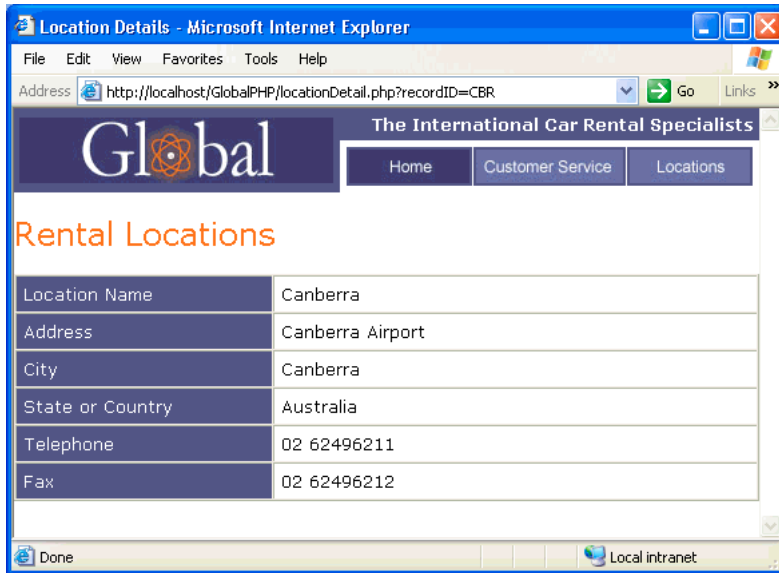 Location Details - Microsoft Internet Explorer
File Edit View Favorites Tools Help
Address http://localhost/GlobalPHP/locationDetail.php?recordID=CBR Go Links »
Global The International Car Rental Specialists
Home Customer Service Locations
Rental Locations
Location Name Canberra
Address Canberra Airport
City Canberra
State or Country Australia
Telephone 02 62496211
Fax 02 62496212
Done Local intranet